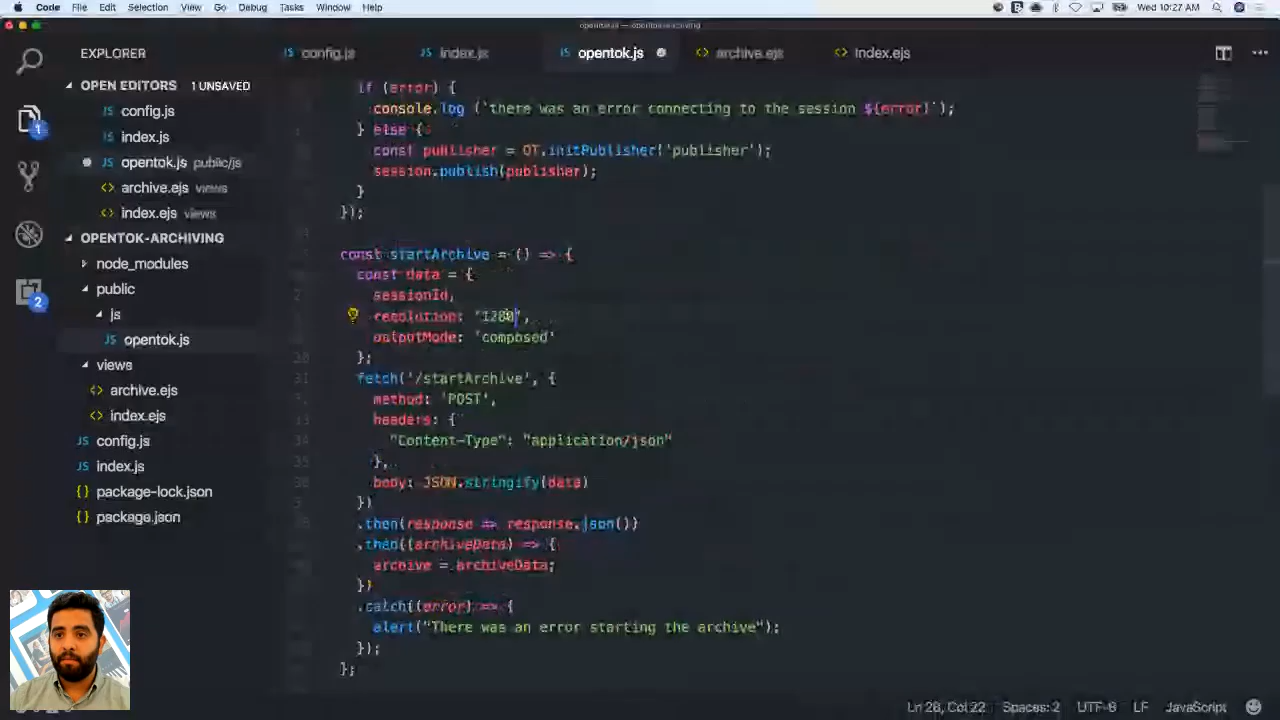 Code File Edit Selection View Go Debug Tasks Window Help
Wed 10:27 AM
EXPLORER
config.js
index.js
opentok.js
archive.ejs
index.ejs
OPEN EDITORS 1 UNSAVED
config.js
index.js
opentok.js public/js
archive.ejs views
index.ejs views
OPENTOK-ARCHIVING
node_modules
public
js
opentok.js
views
archive.ejs
index.ejs
config.js
index.js
package-lock.json
package.json
1
2
if (error) {
console.log (`there was an error connecting to the session ${error}`);
} else {
const publisher = OT.initPublisher('publisher');
session.publish(publisher);
}
});
const startArchive = () => {
const data = {
sessionId,
resolution: '1280',
outputMode: 'composed'
};
fetch('/startArchive', {
method: 'POST',
headers: {
"Content-Type": "application/json"
},
body: JSON.stringify(data)
})
.then(response => response.json())
.then((archiveData) => {
archive = archiveData;
})
.catch((error) => {
alert("There was an error starting the archive");
});
};
Ln 28, Col 22 Spaces: 2 UTF-8 LF JavaScript